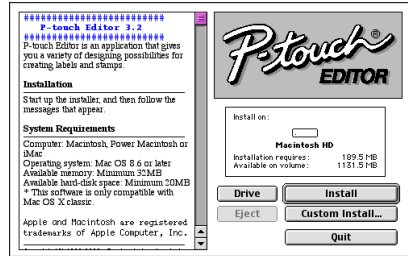 #########################
P-touch Editor 3.2
#########################
P-touch Editor is an application that gives
you a variety of designing possibilities for
creating labels and stamps.
Installation
Start up the installer, and then follow the
messages that appear.
System Requirements
Computer: Macintosh, Power Macintosh or
iMac
Operating system: Mac OS 8.6 or later
Available memory: Minimum 32MB
Available hard-disk space: Minimum 20MB
* This software is only compatible with
Mac OS X classic.
Apple and Macintosh are registered
trademarks of Apple Computer, Inc.
P-touch®
EDITOR
Install on:
Macintosh HD
Installation requires: 189.5 MB
Available on volume: 1131.5 MB
Drive
Install
Eject
Custom Install...
Quit